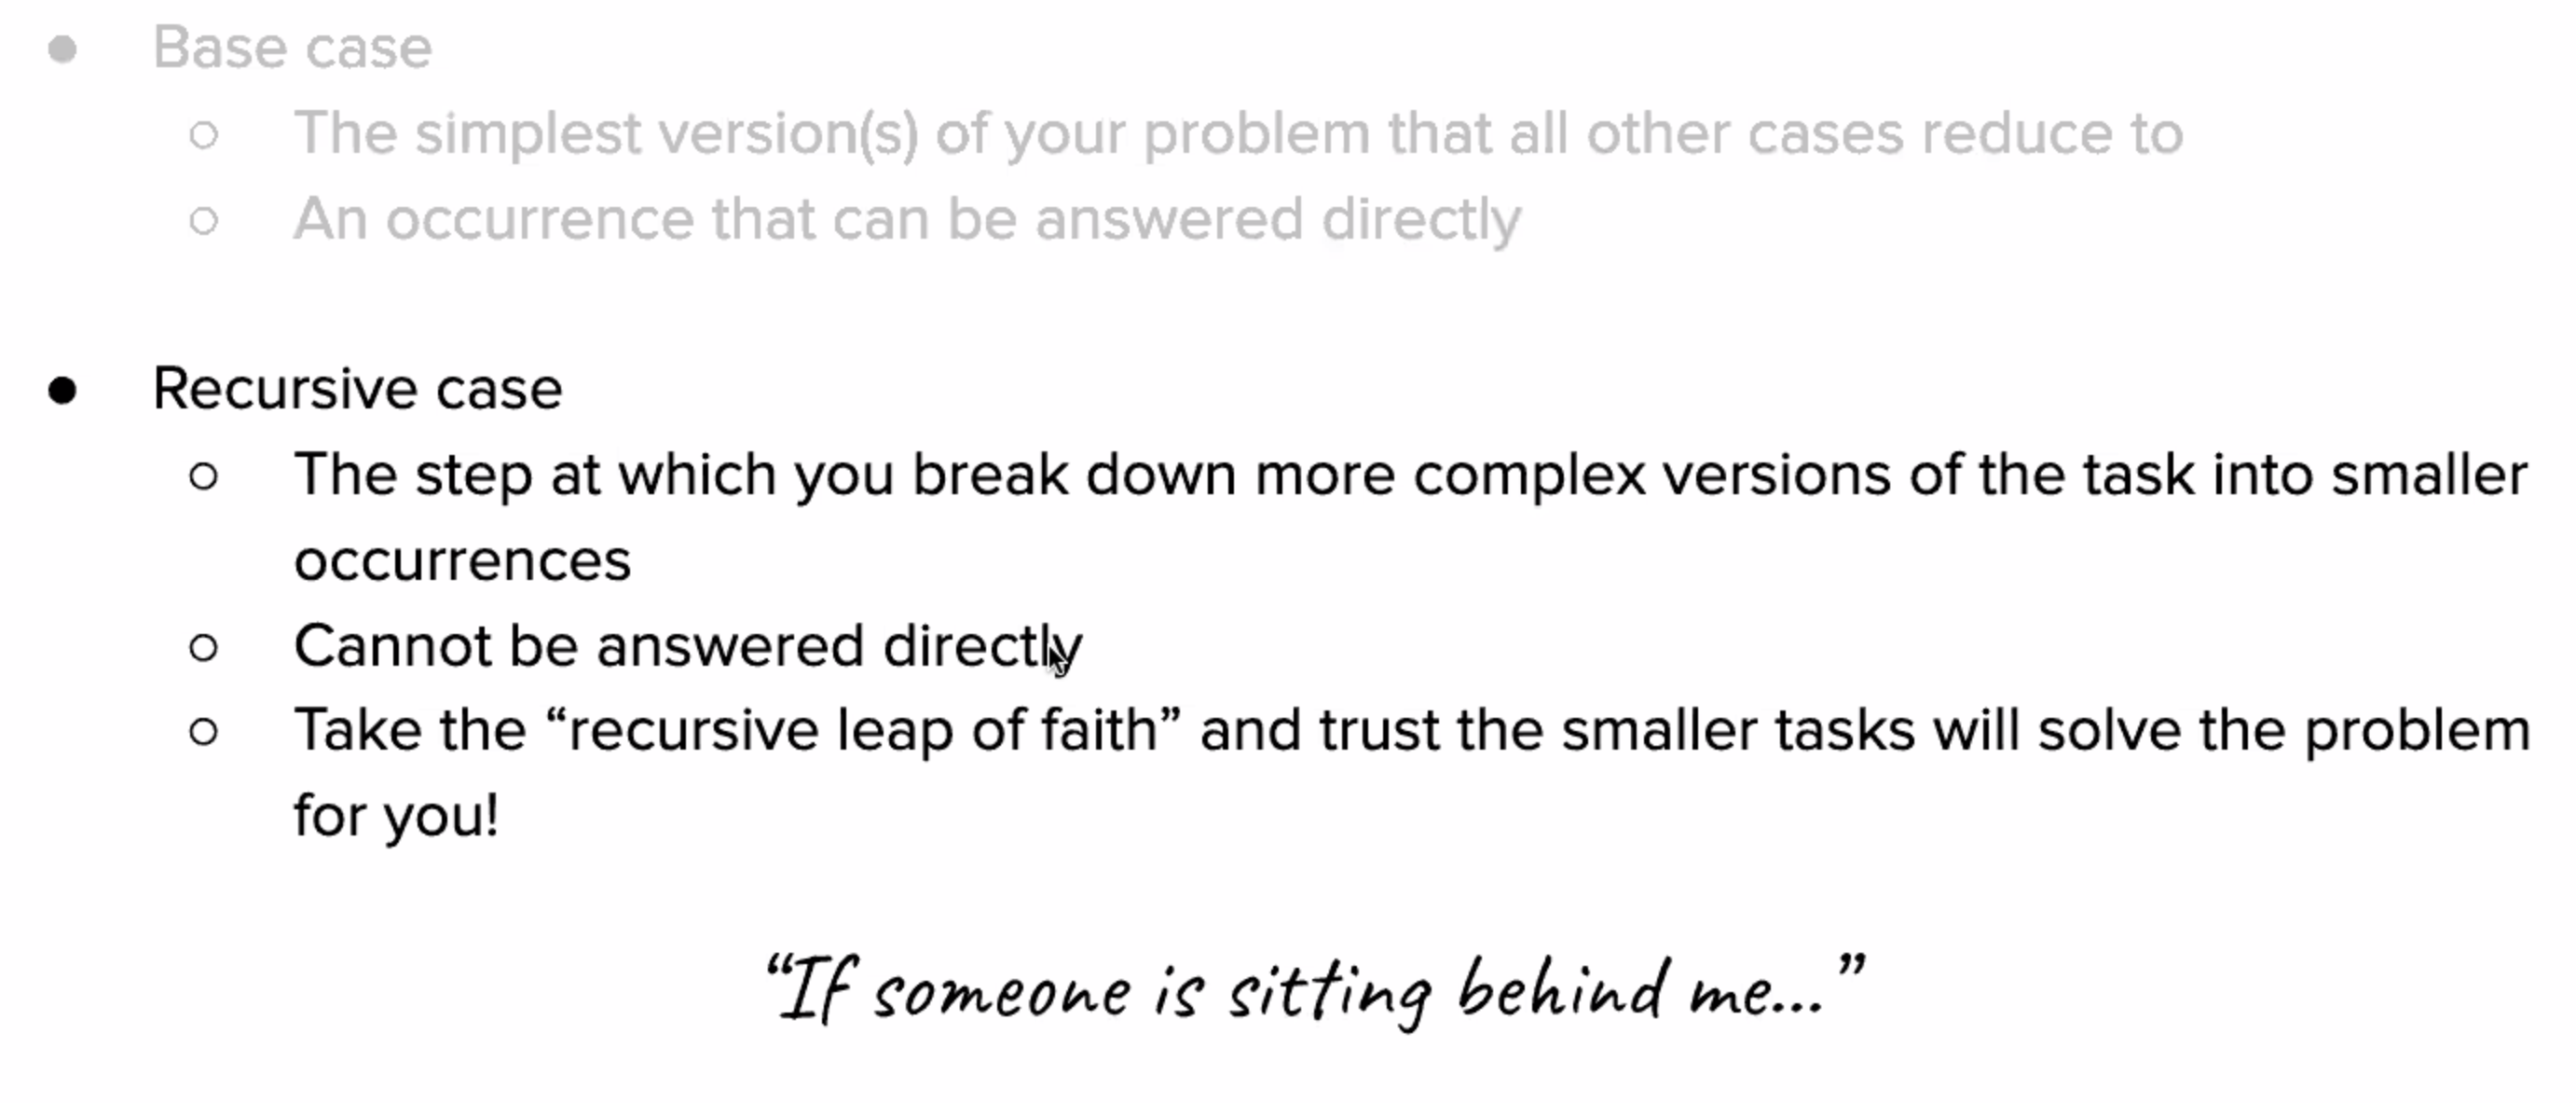 ● Base case
○ The simplest version(s) of your problem that all other cases reduce to
○ An occurrence that can be answered directly
● Recursive case
○ The step at which you break down more complex versions of the task into smaller
occurrences
○ Cannot be answered directly
○ Take the “recursive leap of faith” and trust the smaller tasks will solve the problem
for you!
“If someone is sitting behind me...”